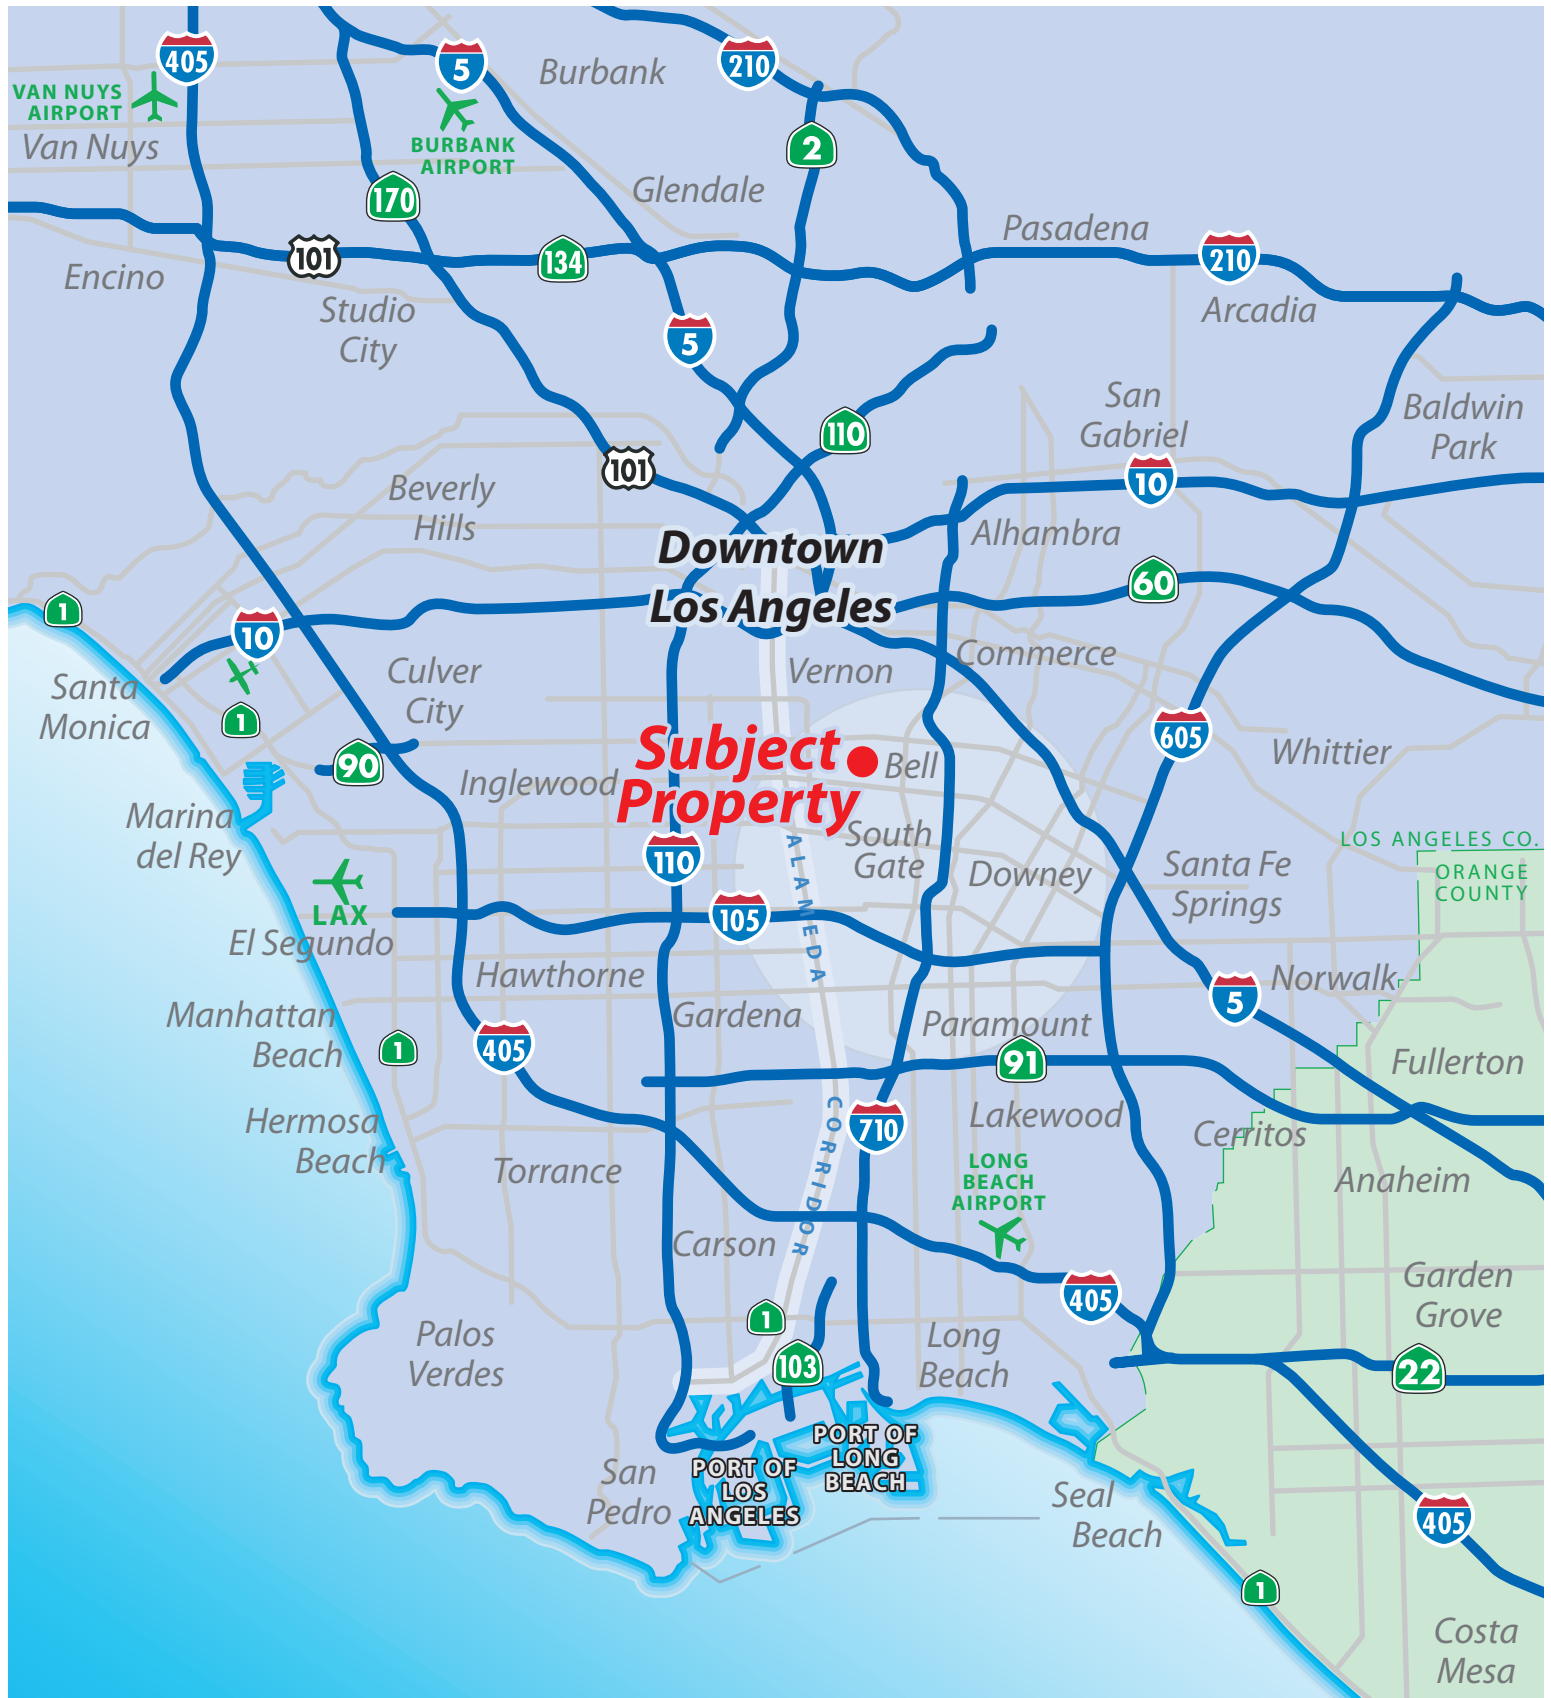 405
5
Burbank
210
VAN NUYS
AIRPORT
Van Nuys
BURBANK
AIRPORT
2
170
Glendale
Pasadena
101
134
210
Encino
Studio
City
Arcadia
5
San
Gabriel
Baldwin
Park
110
101
10
Beverly
Hills
Alhambra
Downtown
Los Angeles
60
1
10
Culver
City
Vernon
Commerce
Santa
Monica
1
605
90
Subject
Property
Bell
Whittier
Inglewood
Marina
del Rey
South
Gate
LOS ANGELES CO.
ORANGE
COUNTY
110
ALAMEDA
Downey
Santa Fe
Springs
LAX
105
El Segundo
Hawthorne
Norwalk
5
Manhattan
Beach
1
405
Gardena
Paramount
91
Fullerton
Hermosa
Beach
CORRIDOR
710
Lakewood
Cerritos
Torrance
LONG
BEACH
AIRPORT
Anaheim
Carson
405
Garden
Grove
Palos
Verdes
1
103
Long
Beach
22
San
Pedro
PORT OF
LOS
ANGELES
PORT OF
LONG
BEACH
Seal
Beach
405
1
Costa
Mesa